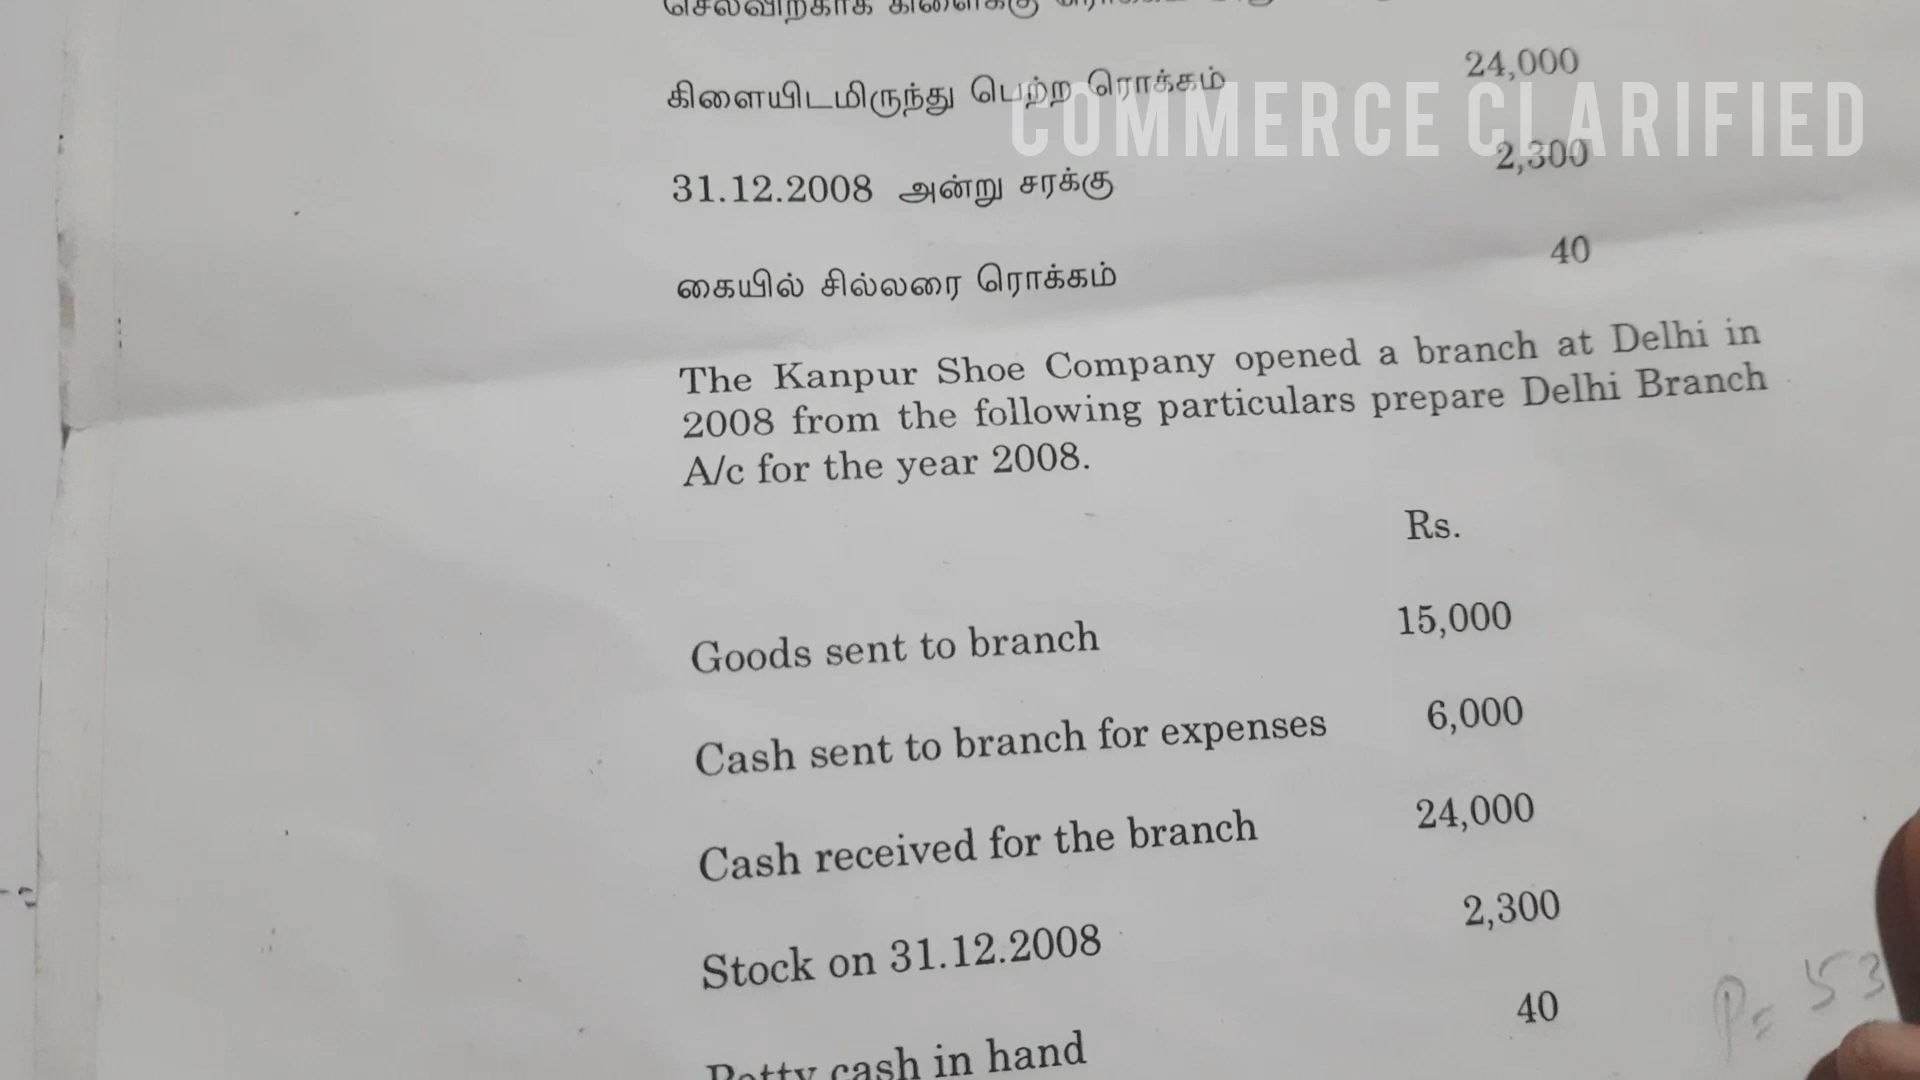 செலவிற்காக கிளைக்கு
கிளையிடமிருந்து பெற்ற ரொக்கம் 24,000
COMMERCE CLARIFIED
31.12.2008 அன்று சரக்கு 2,300
கையில் சில்லரை ரொக்கம் 40
The Kanpur Shoe Company opened a branch at Delhi in
2008 from the following particulars prepare Delhi Branch
A/c for the year 2008.
Rs.
Goods sent to branch 15,000
Cash sent to branch for expenses 6,000
Cash received for the branch 24,000
Stock on 31.12.2008 2,300
Petty cash in hand 40
P= 53